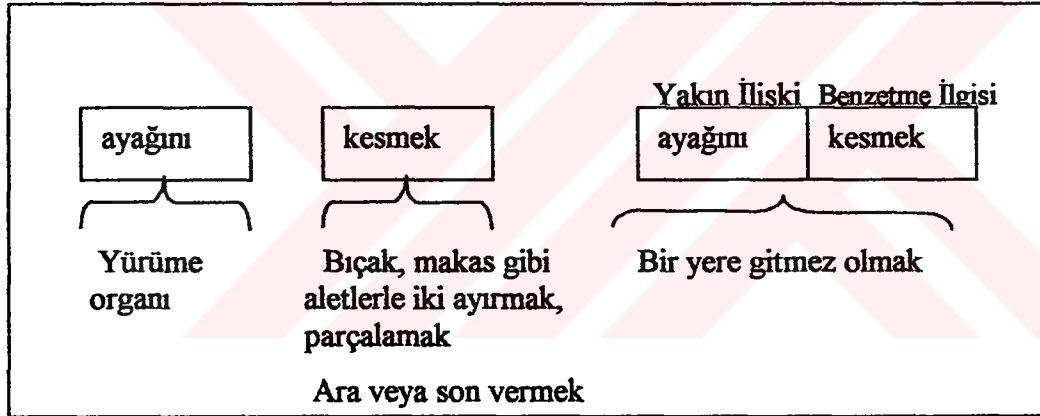 Yakın İlişki Benzetme İlgisi
ayağını kesmek ayağını kesmek
Yürüme organı
Bıçak, makas gibi
aletlerle iki ayırmak,
parçalamak
Ara veya son vermek
Bir yere gitmez olmak